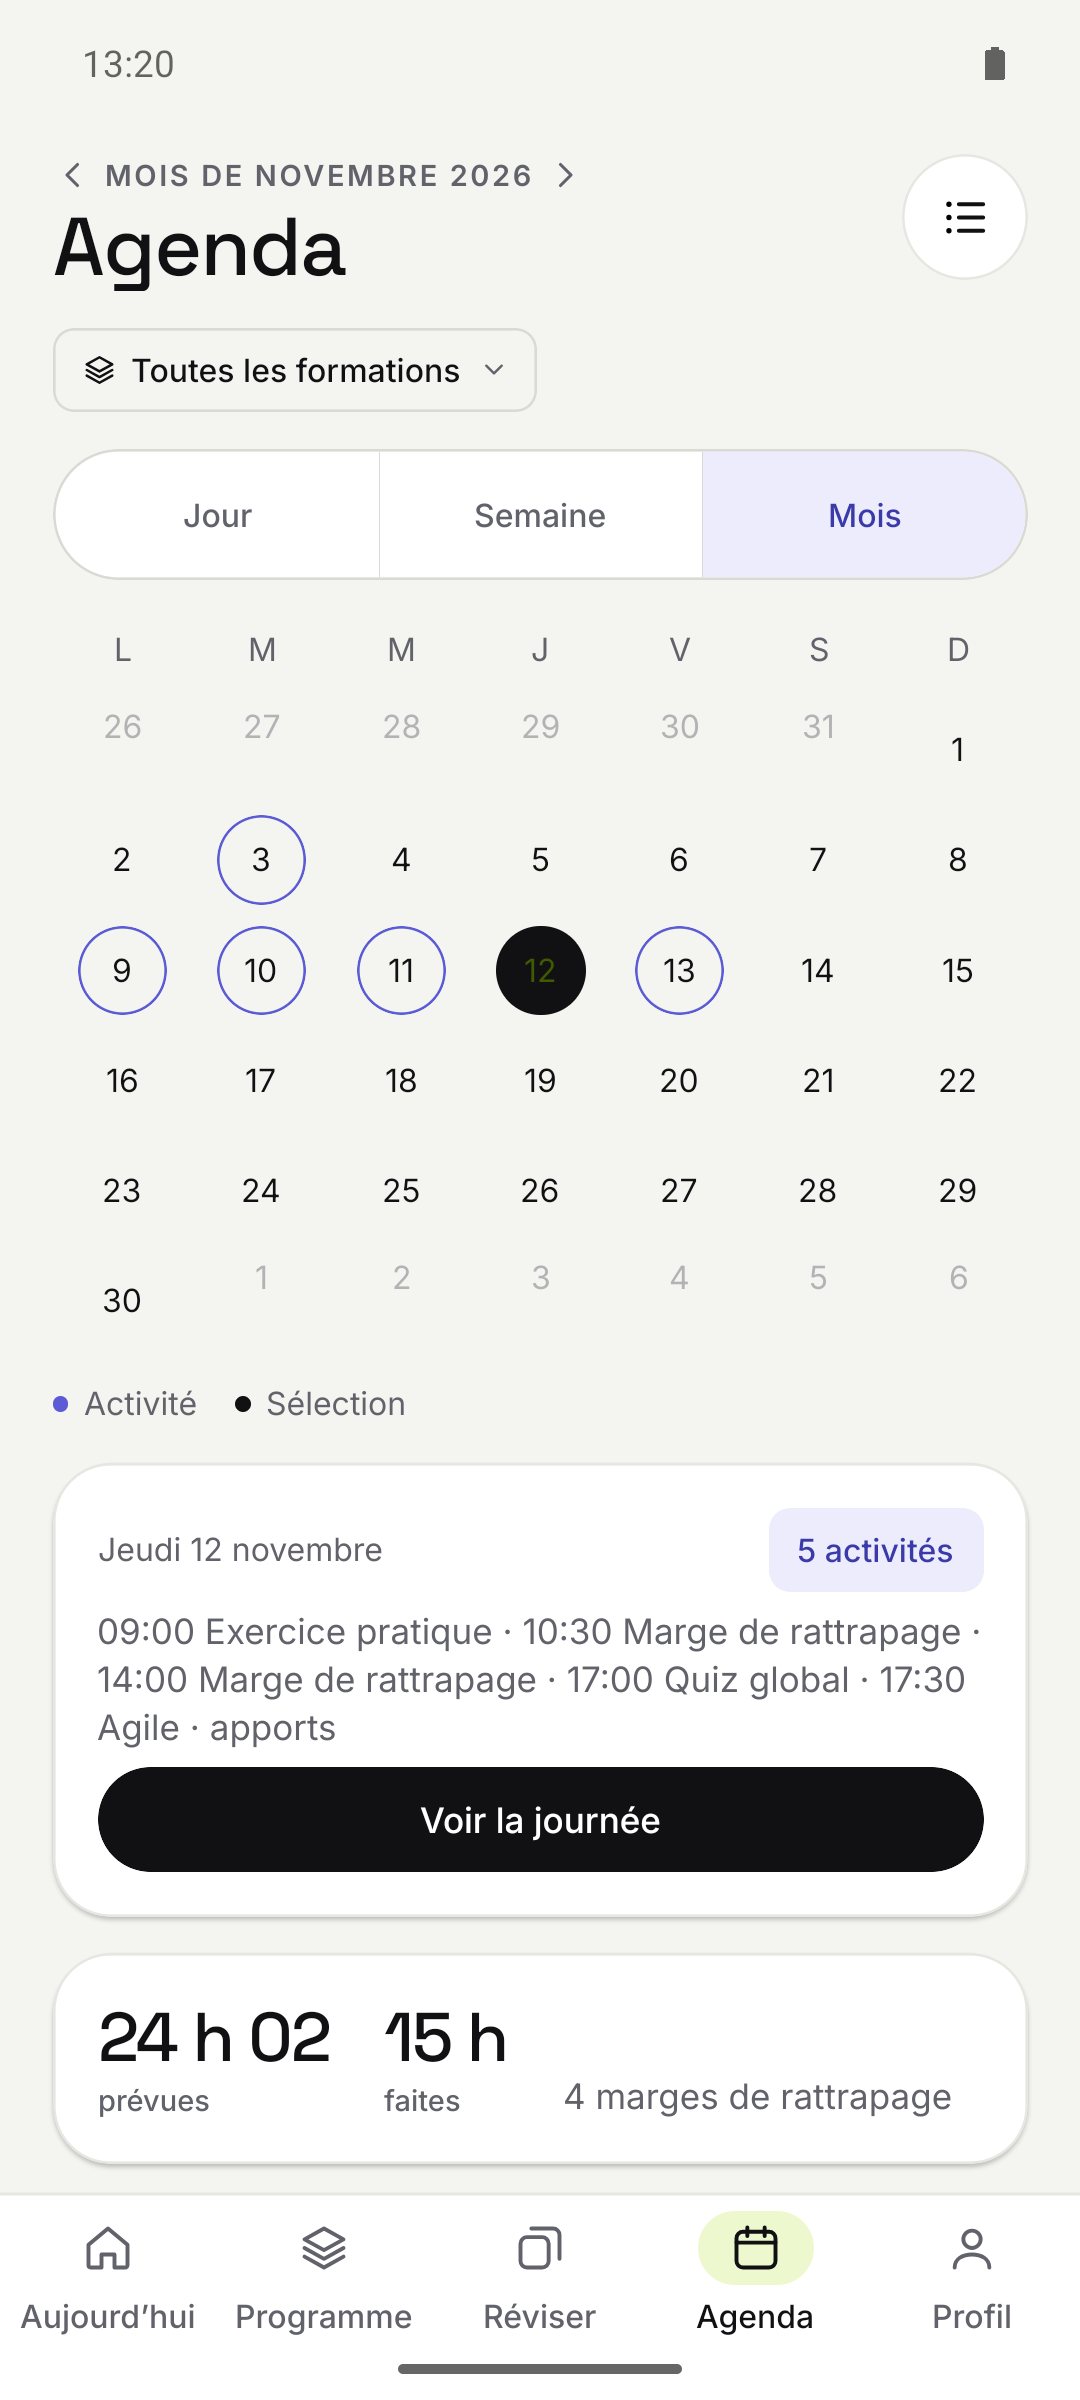 13:20
MOIS DE NOVEMBRE 2026
Agenda
Toutes les formations
Jour Semaine Mois
L M M J V S D
26 27 28 29 30 31 1
2 3 4 5 6 7 8
9 10 11 12 13 14 15
16 17 18 19 20 21 22
23 24 25 26 27 28 29
30 1 2 3 4 5 6
Activité Sélection
Jeudi 12 novembre 5 activités
09:00 Exercice pratique · 10:30 Marge de rattrapage ·
14:00 Marge de rattrapage · 17:00 Quiz global · 17:30
Agile · apports
Voir la journée
24 h 02 15 h
prévues faites 4 marges de rattrapage
Aujourd’hui Programme Réviser Agenda Profil